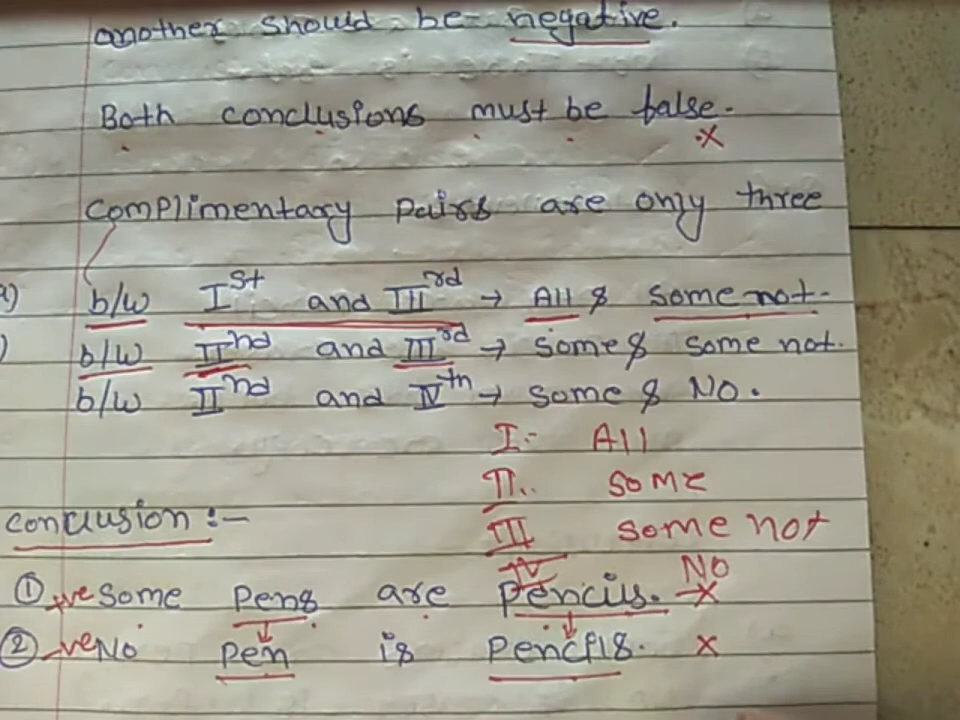 another should be negative.
Both conclusions must be false.
x
complimentary pairs are only three
a) b/w Ist and IIIrd → All & some not.
) b/w IInd and IIIrd → some & some not.
b/w IInd and IVth → some & NO.
I:- All
II.. some
III some not
IV NO
conclusion :-
① +ve some pens are pencils. x
② -ve No pen is pencils. x